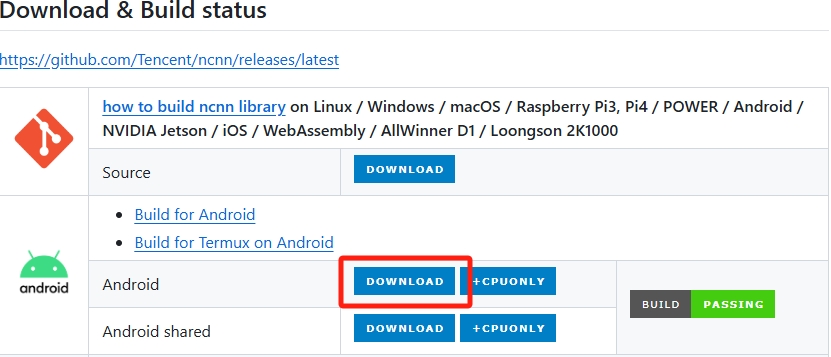 Download & Build status
https://github.com/Tencent/ncnn/releases/latest
how to build ncnn library on Linux / Windows / macOS / Raspberry Pi3, Pi4 / POWER / Android /
NVIDIA Jetson / iOS / WebAssembly / AllWinner D1 / Loongson 2K1000
Source DOWNLOAD
Build for Android
Build for Termux on Android
android
Android DOWNLOAD +CPUONLY
BUILD PASSING
Android shared DOWNLOAD +CPUONLY